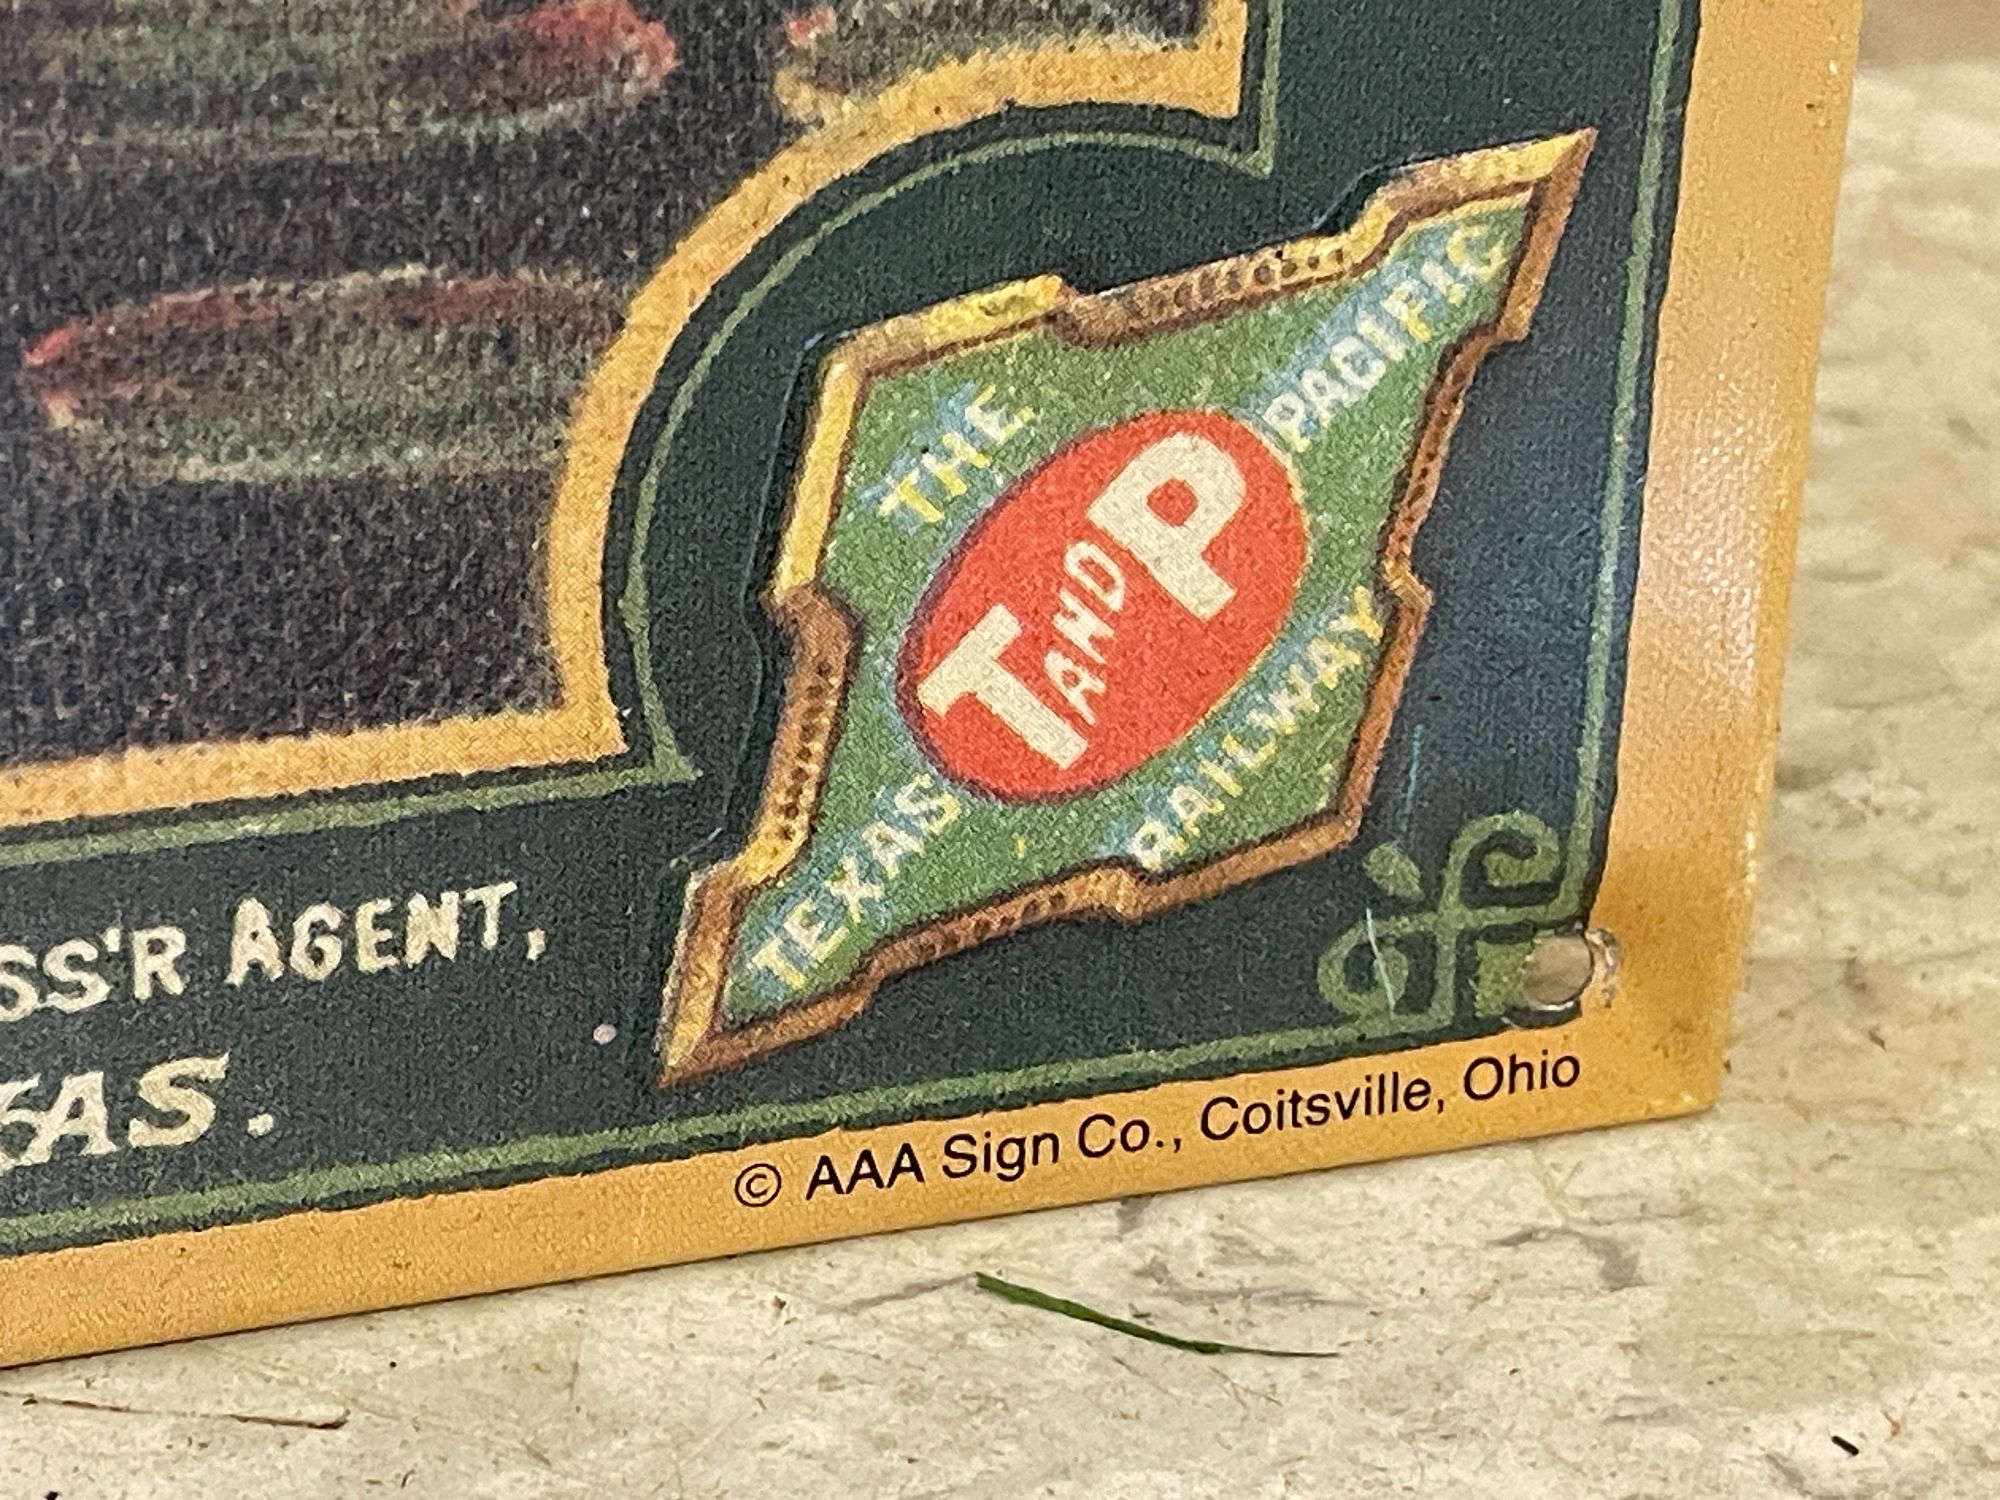 THE
PACIFIC
T AND P
TEXAS
RAILWAY
SS'R AGENT,
AS.
© AAA Sign Co., Coitsville, Ohio